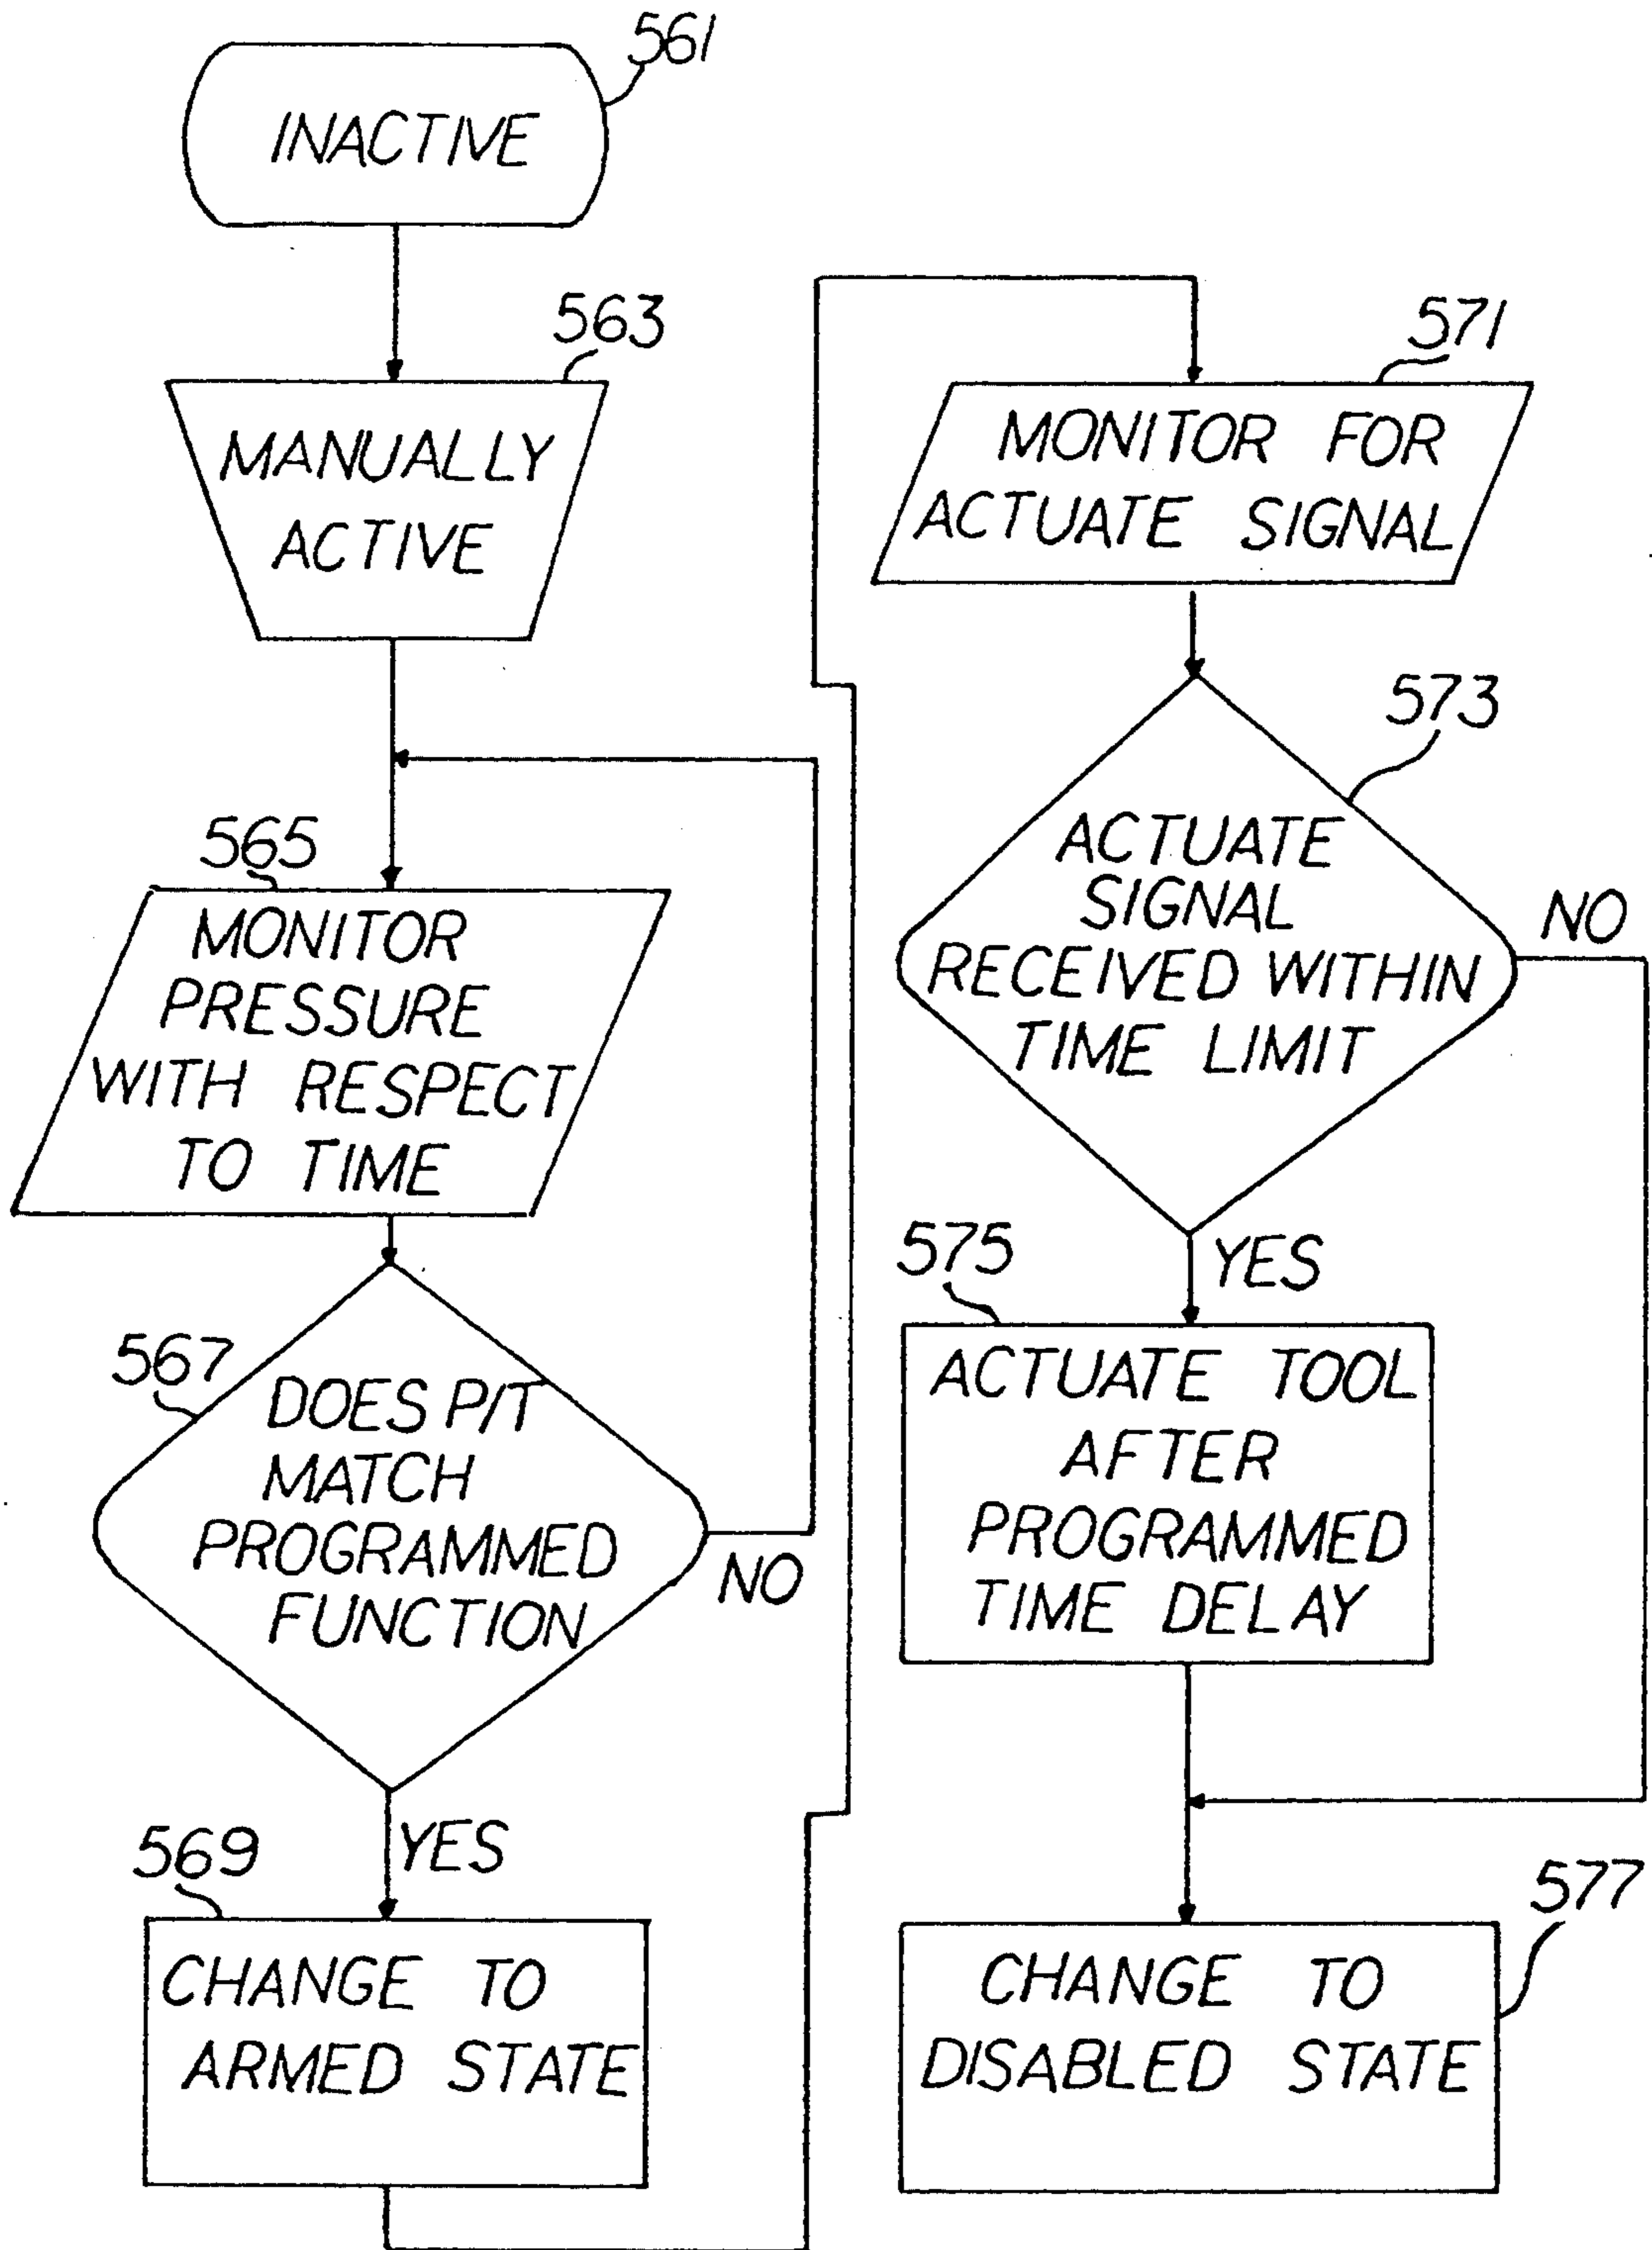 561
INACTIVE
563
MANUALLY
ACTIVE
565
MONITOR
PRESSURE
WITH RESPECT
TO TIME
567
DOES P/T
MATCH
PROGRAMMED
FUNCTION
NO
YES
569
CHANGE TO
ARMED STATE
571
MONITOR FOR
ACTUATE SIGNAL
573
ACTUATE
SIGNAL
RECEIVED WITHIN
TIME LIMIT
NO
YES
575
ACTUATE TOOL
AFTER
PROGRAMMED
TIME DELAY
577
CHANGE TO
DISABLED STATE